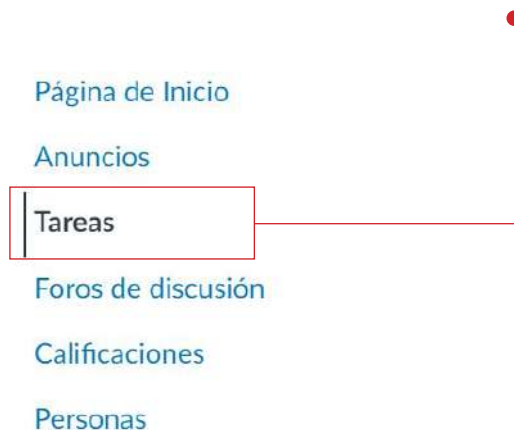 Página de Inicio
Anuncios
Tareas
Foros de discusión
Calificaciones
Personas